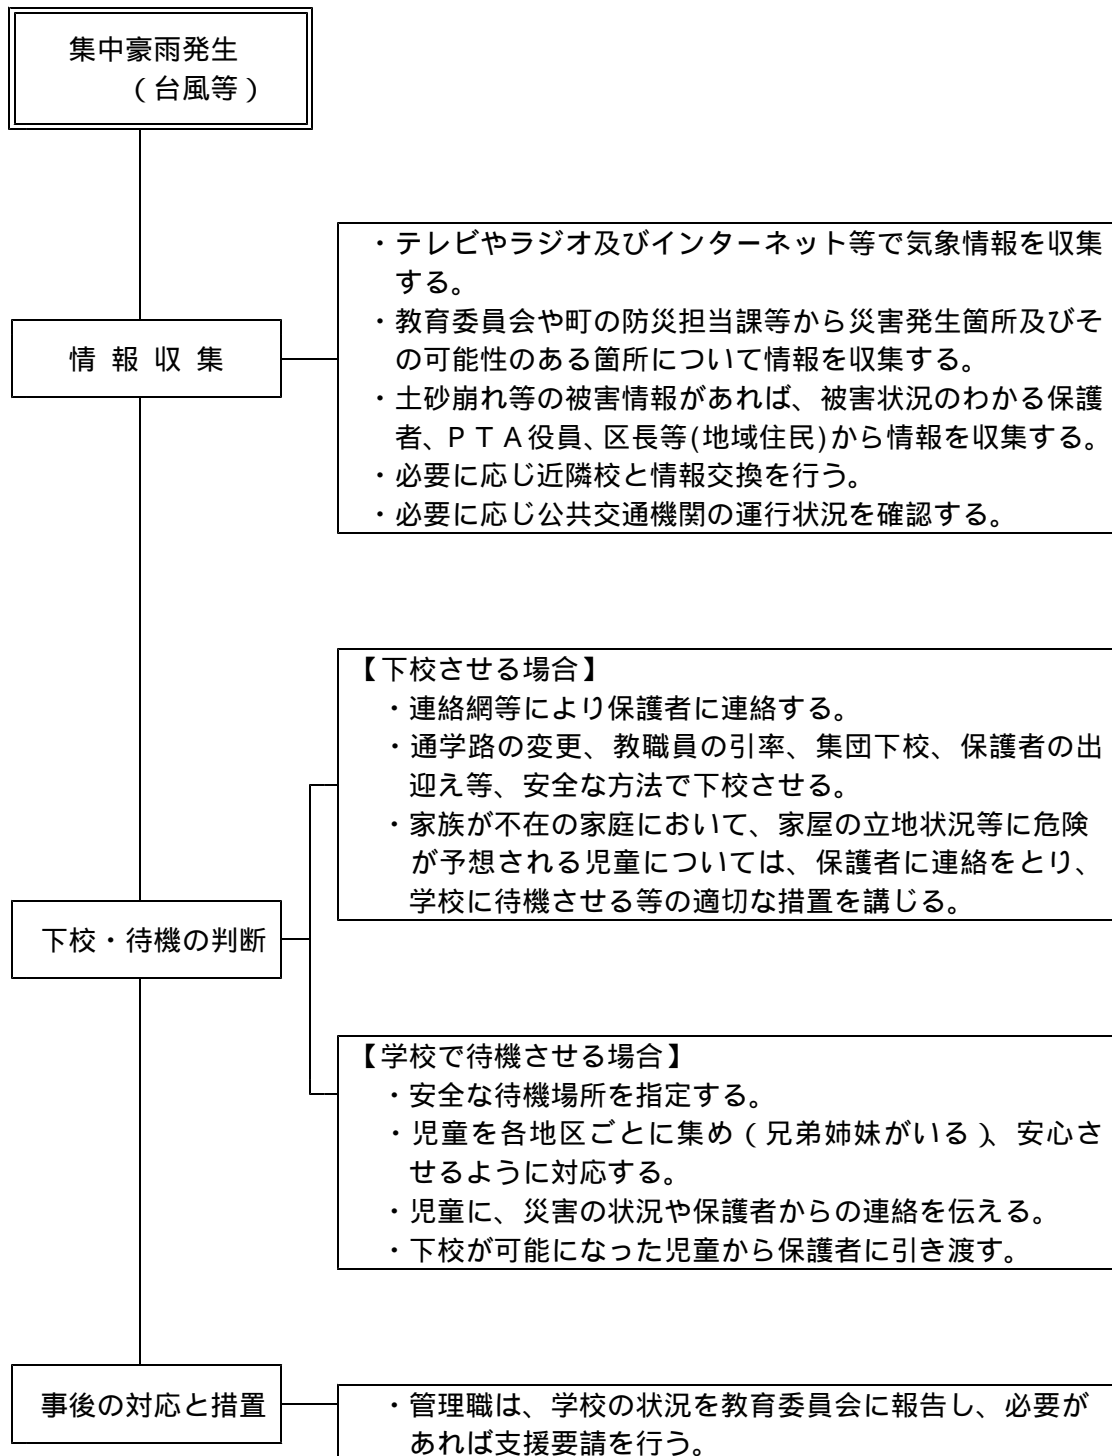 集中豪雨発生
（台風等）
・テレビやラジオ及びインターネット等で気象情報を収集
する。
・教育委員会や町の防災担当課等から災害発生箇所及びそ
の可能性のある箇所について情報を収集する。
・土砂崩れ等の被害情報があれば、被害状況のわかる保護
者、ＰＴＡ役員、区長等(地域住民)から情報を収集する。
・必要に応じ近隣校と情報交換を行う。
・必要に応じ公共交通機関の運行状況を確認する。
情 報 収 集
【下校させる場合】
・連絡網等により保護者に連絡する。
・通学路の変更、教職員の引率、集団下校、保護者の出
迎え等、安全な方法で下校させる。
・家族が不在の家庭において、家屋の立地状況等に危険
が予想される児童については、保護者に連絡をとり、
学校に待機させる等の適切な措置を講じる。
下校・待機の判断
【学校で待機させる場合】
・安全な待機場所を指定する。
・児童を各地区ごとに集め（兄弟姉妹がいる）、安心さ
せるように対応する。
・児童に、災害の状況や保護者からの連絡を伝える。
・下校が可能になった児童から保護者に引き渡す。
事後の対応と措置
・管理職は、学校の状況を教育委員会に報告し、必要が
あれば支援要請を行う。